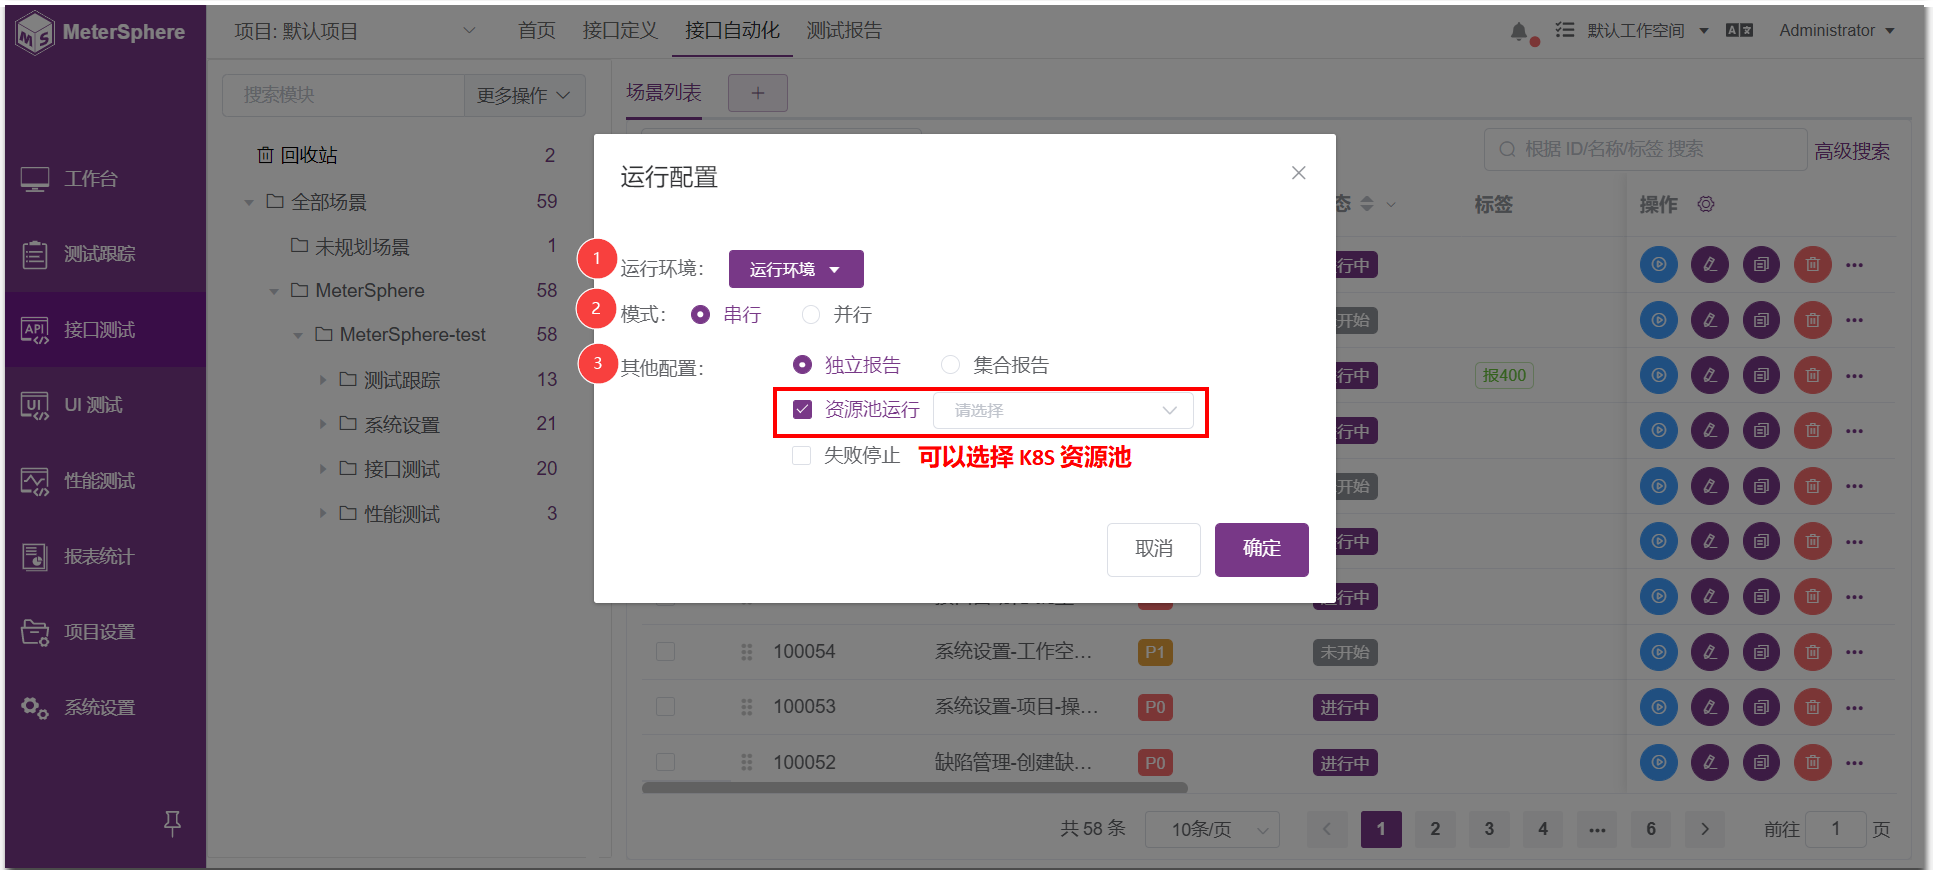 MeterSphere
项目: 默认项目
首页
接口定义
接口自动化
测试报告
默认工作空间
Administrator
工作台
测试跟踪
API
接口测试
UI
UI 测试
性能测试
报表统计
项目设置
系统设置
搜索模块
更多操作
回收站 2
全部场景 59
未规划场景 1
MeterSphere 58
MeterSphere-test 58
测试跟踪 13
系统设置 21
接口测试 20
性能测试 3
场景列表
+
根据 ID/名称/标签 搜索
高级搜索
态
标签
操作
运行配置
1
运行环境:
运行环境
2
模式:
串行
并行
3
其他配置:
独立报告
集合报告
资源池运行
请选择
失败停止
可以选择 K8S 资源池
取消
确定
行中
开始
行中
报400
行中
开始
行中
进行中
100054 系统设置-工作空... P1 未开始
100053 系统设置-项目-操... P0 进行中
100052 缺陷管理-创建缺... P0 进行中
共 58 条
10条/页
1
2
3
4
6
前往 1 页